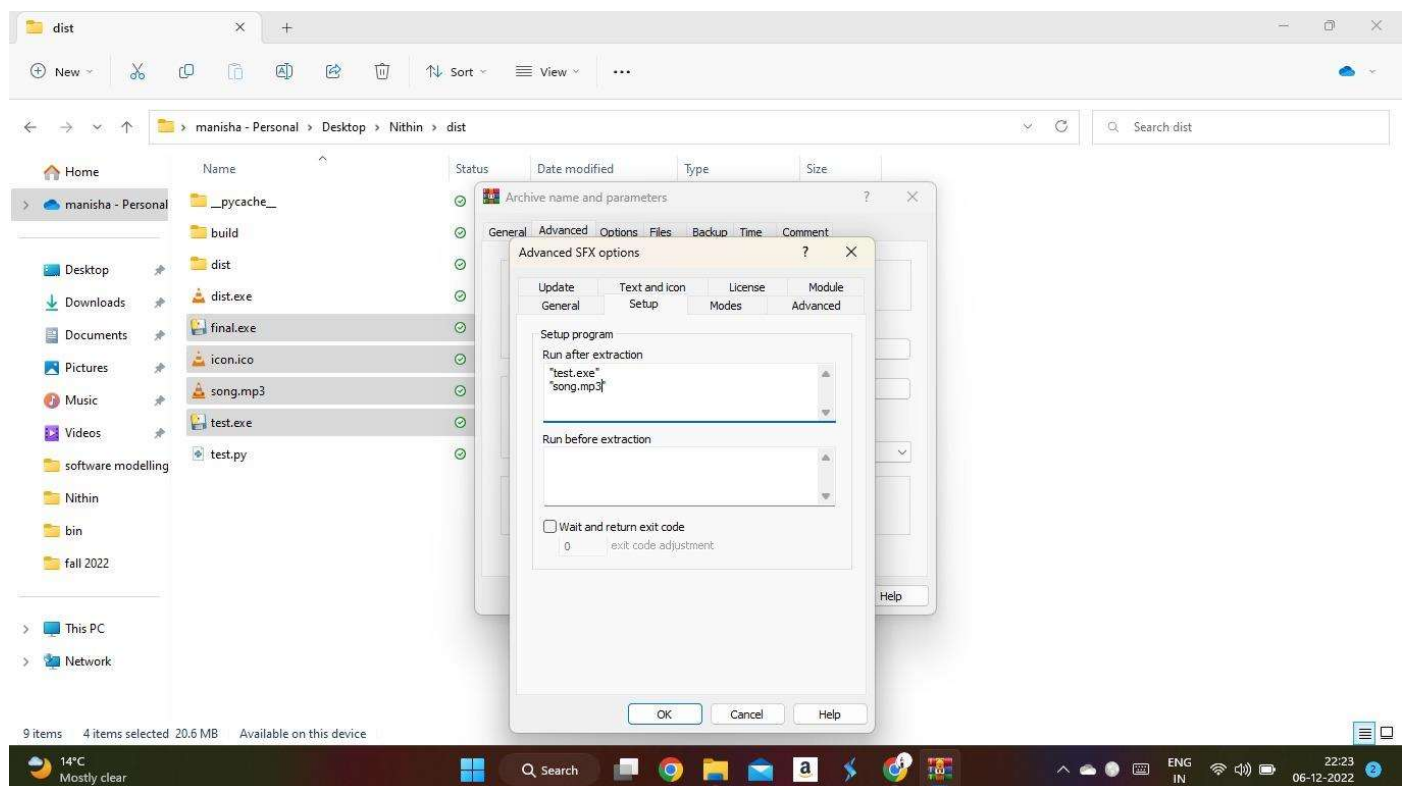 dist
New
Sort
View
manisha - Personal > Desktop > Nithin > dist
Search dist
Home
manisha - Personal
Desktop
Downloads
Documents
Pictures
Music
Videos
software modelling
Nithin
bin
fall 2022
This PC
Network
Name Status Date modified Type Size
__pycache__
build
dist
dist.exe
final.exe
icon.ico
song.mp3
test.exe
test.py
Archive name and parameters ?
General Advanced Options Files Backup Time Comment
Help
Advanced SFX options ?
Update Text and icon License Module
General Setup Modes Advanced
Setup program
Run after extraction
"test.exe"
"song.mp3"
Run before extraction
Wait and return exit code
0 exit code adjustment
OK Cancel Help
9 items 4 items selected 20.6 MB Available on this device
14°C
Mostly clear
Search
a
ENG
IN
22:23
06-12-2022
2